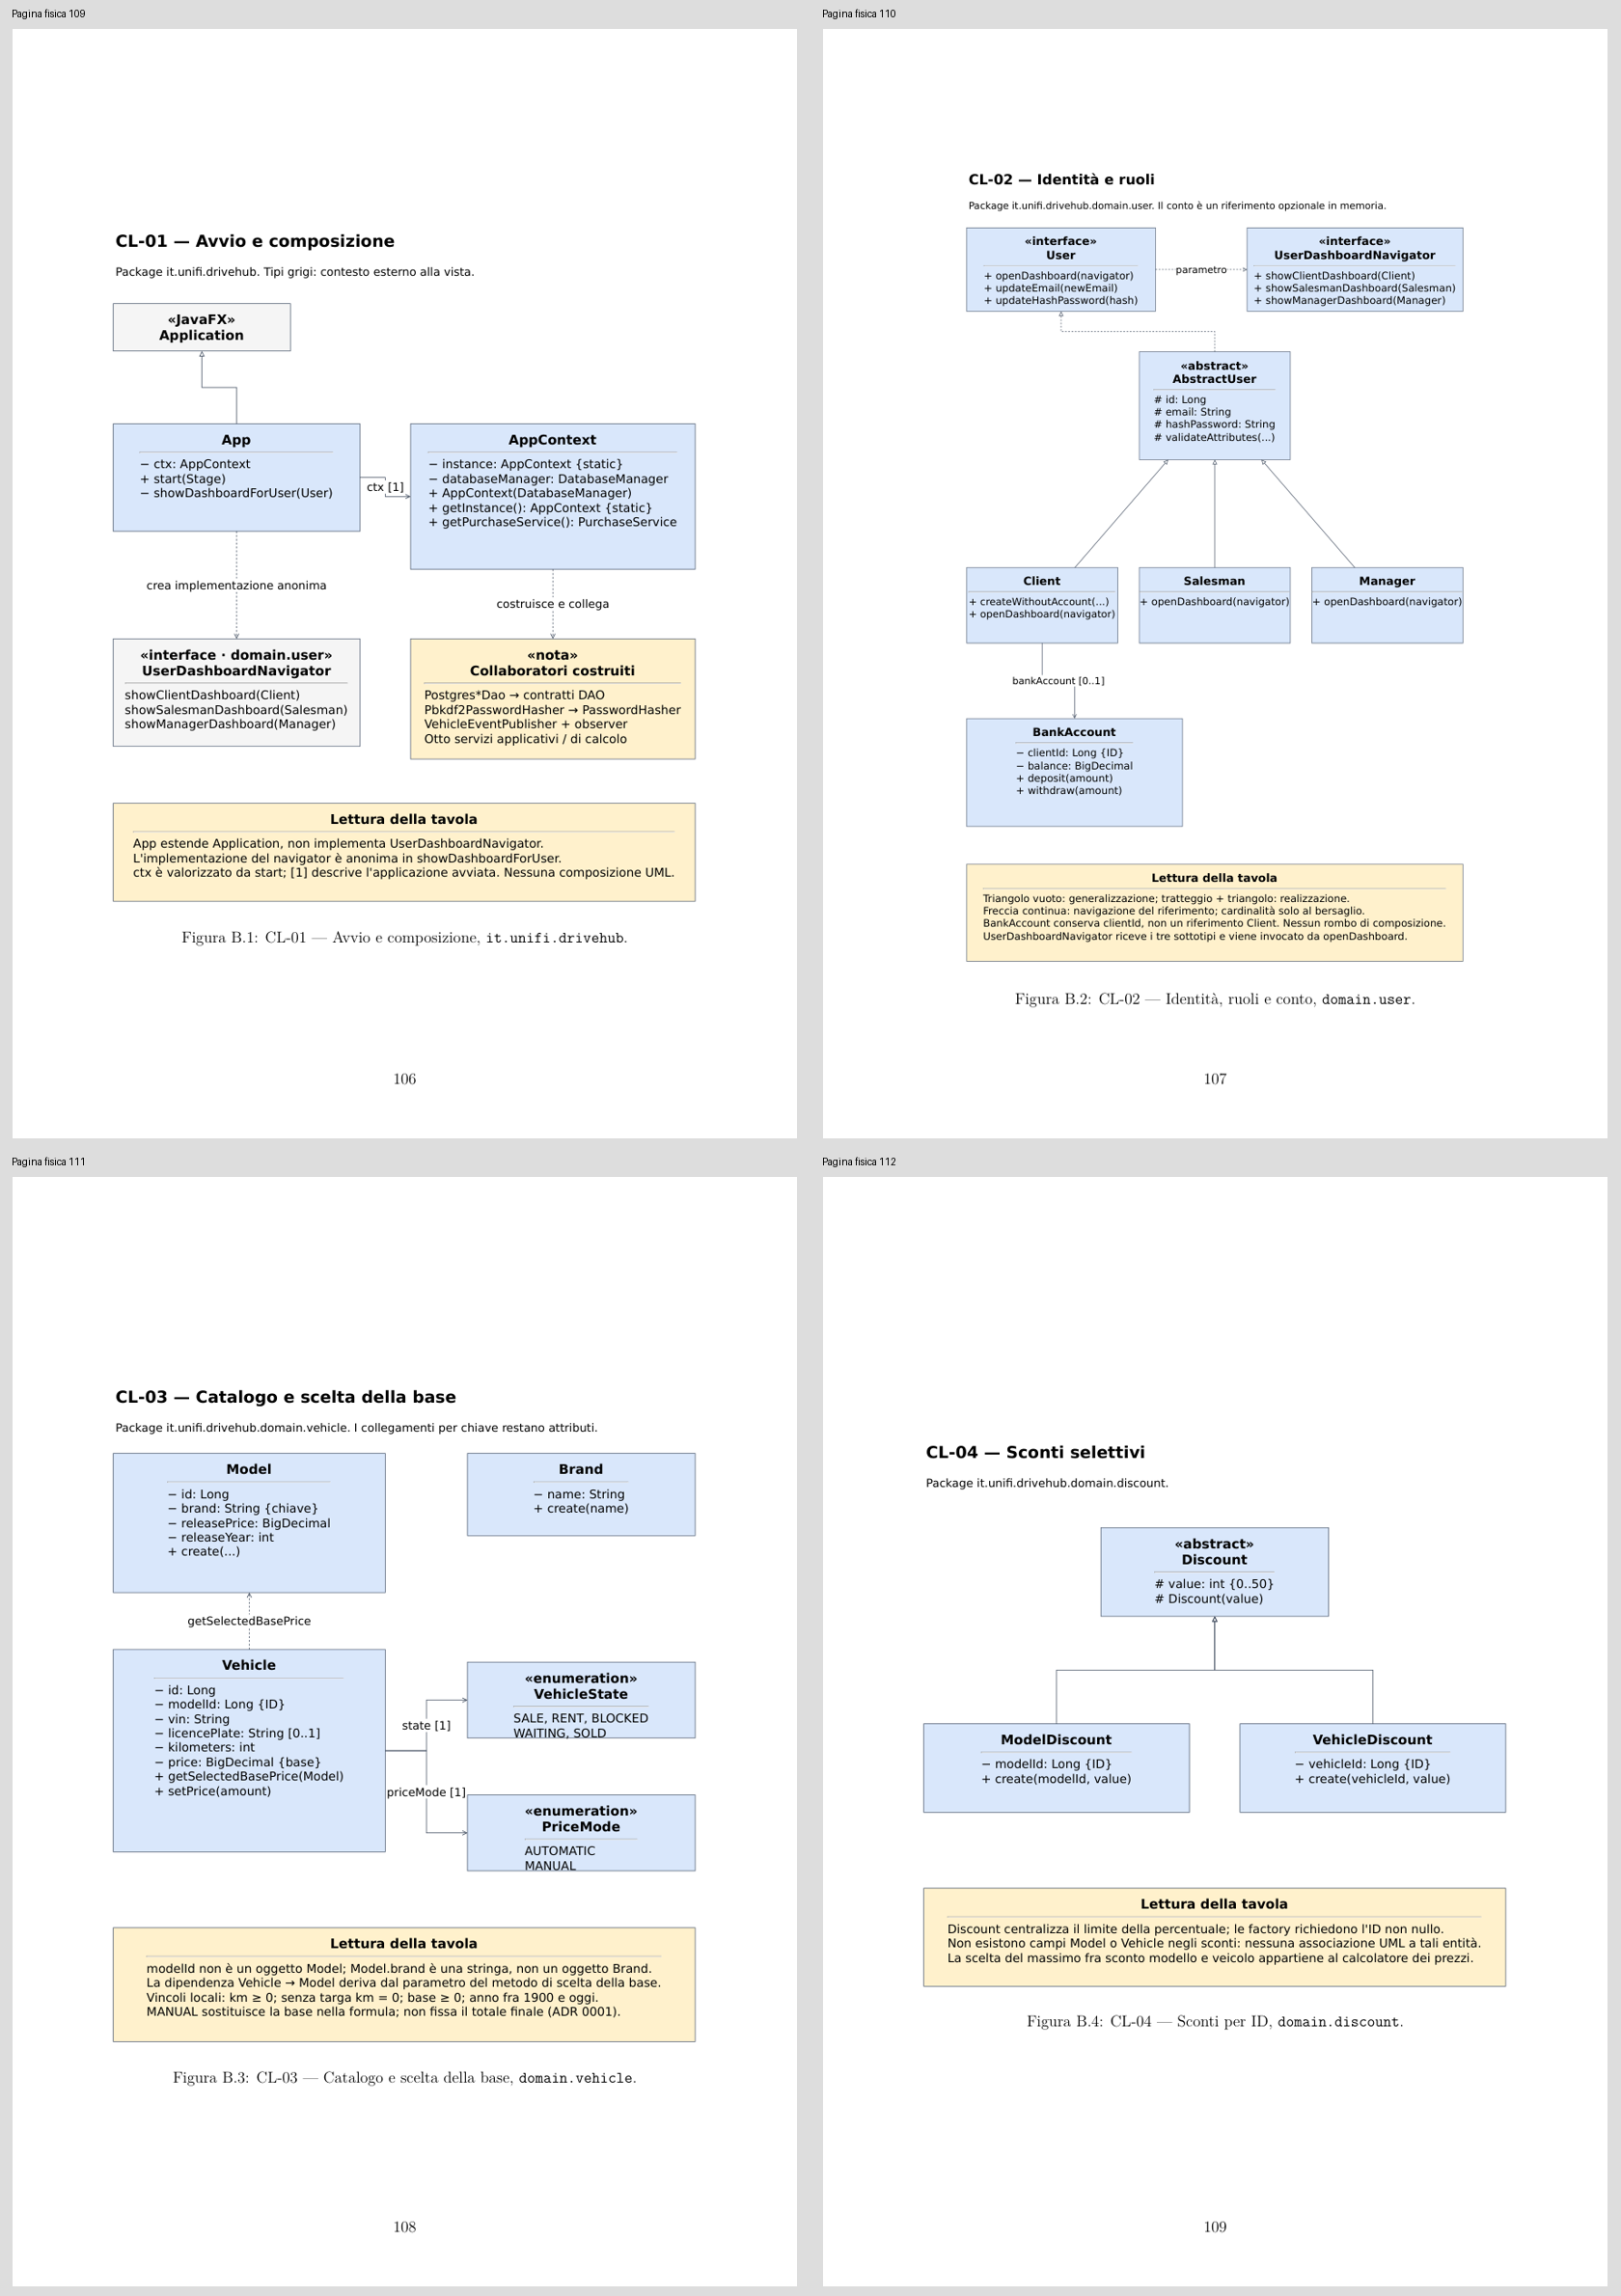 Pagina fisica 109
CL-01 — Avvio e composizione
Package it.unifi.drivehub. Tipi grigi: contesto esterno alla vista.
«JavaFX»
Application
App
− ctx: AppContext
+ start(Stage)
− showDashboardForUser(User)
ctx [1]
AppContext
− instance: AppContext {static}
− databaseManager: DatabaseManager
+ AppContext(DatabaseManager)
+ getInstance(): AppContext {static}
+ getPurchaseService(): PurchaseService
crea implementazione anonima
costruisce e collega
«interface · domain.user»
UserDashboardNavigator
showClientDashboard(Client)
showSalesmanDashboard(Salesman)
showManagerDashboard(Manager)
«nota»
Collaboratori costruiti
Postgres*Dao → contratti DAO
Pbkdf2PasswordHasher → PasswordHasher
VehicleEventPublisher + observer
Otto servizi applicativi / di calcolo
Lettura della tavola
App estende Application, non implementa UserDashboardNavigator.
L'implementazione del navigator è anonima in showDashboardForUser.
ctx è valorizzato da start; [1] descrive l'applicazione avviata. Nessuna composizione UML.
Figura B.1: CL-01 — Avvio e composizione, it.unifi.drivehub.
106
Pagina fisica 110
CL-02 — Identità e ruoli
Package it.unifi.drivehub.domain.user. Il conto è un riferimento opzionale in memoria.
«interface»
User
+ openDashboard(navigator)
+ updateEmail(newEmail)
+ updateHashPassword(hash)
parametro
«interface»
UserDashboardNavigator
+ showClientDashboard(Client)
+ showSalesmanDashboard(Salesman)
+ showManagerDashboard(Manager)
«abstract»
AbstractUser
# id: Long
# email: String
# hashPassword: String
# validateAttributes(...)
Client
+ createWithoutAccount(...)
+ openDashboard(navigator)
Salesman
+ openDashboard(navigator)
Manager
+ openDashboard(navigator)
bankAccount [0..1]
BankAccount
− clientId: Long {ID}
− balance: BigDecimal
+ deposit(amount)
+ withdraw(amount)
Lettura della tavola
Triangolo vuoto: generalizzazione; tratteggio + triangolo: realizzazione.
Freccia continua: navigazione del riferimento; cardinalità solo al bersaglio.
BankAccount conserva clientId, non un riferimento Client. Nessun rombo di composizione.
UserDashboardNavigator riceve i tre sottotipi e viene invocato da openDashboard.
Figura B.2: CL-02 — Identità, ruoli e conto, domain.user.
107
Pagina fisica 111
CL-03 — Catalogo e scelta della base
Package it.unifi.drivehub.domain.vehicle. I collegamenti per chiave restano attributi.
Model
− id: Long
− brand: String {chiave}
− releasePrice: BigDecimal
− releaseYear: int
+ create(...)
Brand
− name: String
+ create(name)
getSelectedBasePrice
Vehicle
− id: Long
− modelId: Long {ID}
− vin: String
− licencePlate: String [0..1]
− kilometers: int
− price: BigDecimal {base}
+ getSelectedBasePrice(Model)
+ setPrice(amount)
state [1]
priceMode [1]
«enumeration»
VehicleState
SALE, RENT, BLOCKED
WAITING, SOLD
«enumeration»
PriceMode
AUTOMATIC
MANUAL
Lettura della tavola
modelId non è un oggetto Model; Model.brand è una stringa, non un oggetto Brand.
La dipendenza Vehicle → Model deriva dal parametro del metodo di scelta della base.
Vincoli locali: km ≥ 0; senza targa km = 0; base ≥ 0; anno fra 1900 e oggi.
MANUAL sostituisce la base nella formula; non fissa il totale finale (ADR 0001).
Figura B.3: CL-03 — Catalogo e scelta della base, domain.vehicle.
108
Pagina fisica 112
CL-04 — Sconti selettivi
Package it.unifi.drivehub.domain.discount.
«abstract»
Discount
# value: int {0..50}
# Discount(value)
ModelDiscount
− modelId: Long {ID}
+ create(modelId, value)
VehicleDiscount
− vehicleId: Long {ID}
+ create(vehicleId, value)
Lettura della tavola
Discount centralizza il limite della percentuale; le factory richiedono l'ID non nullo.
Non esistono campi Model o Vehicle negli sconti: nessuna associazione UML a tali entità.
La scelta del massimo fra sconto modello e veicolo appartiene al calcolatore dei prezzi.
Figura B.4: CL-04 — Sconti per ID, domain.discount.
109